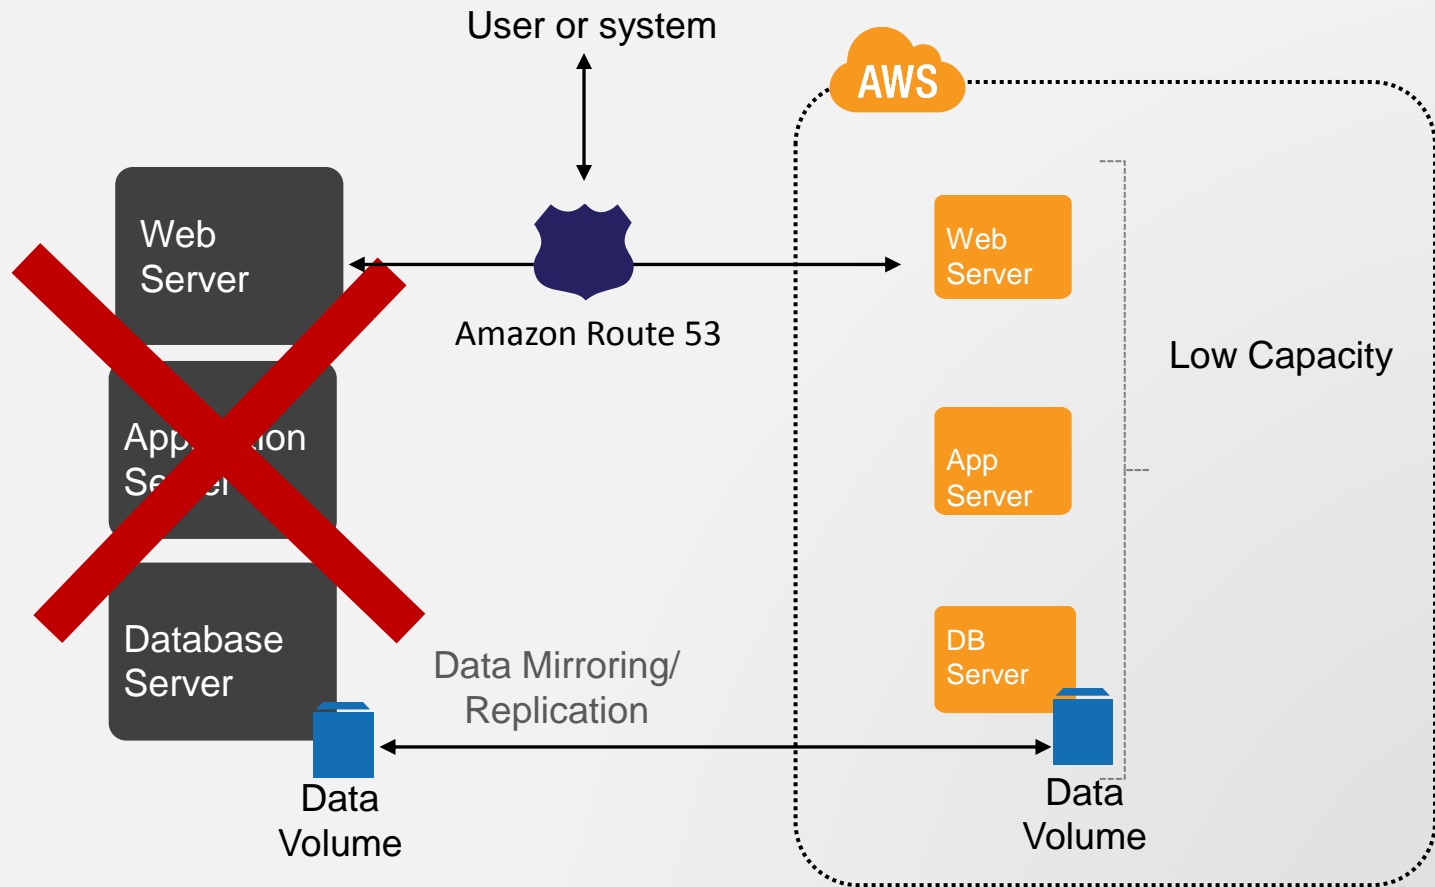 User or system
AWS
Web
Server
Amazon Route 53
Web
Server
Low Capacity
Server
App
Server
Database
Server
Data Mirroring/
Replication
DB
Server
Data
Volume
Data
Volume